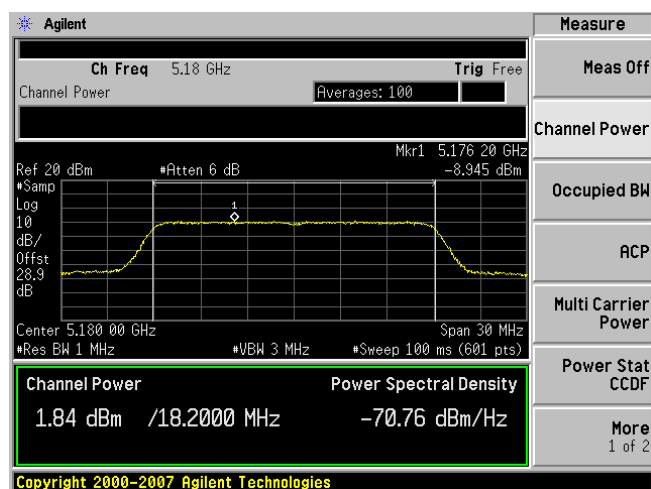 Agilent
Measure
Ch Freq 5.18 GHz Trig Free
Channel Power Averages: 100
Mkr1 5.176 20 GHz
Ref 20 dBm #Atten 6 dB -8.945 dBm
#Samp
Log
10
dB/
Offst
28.9
dB
1
Center 5.180 00 GHz Span 30 MHz
#Res BW 1 MHz #VBW 3 MHz #Sweep 100 ms (601 pts)
Channel Power Power Spectral Density
1.84 dBm /18.2000 MHz -70.76 dBm/Hz
Copyright 2000-2007 Agilent Technologies
Meas Off
Channel Power
Occupied BW
ACP
Multi Carrier
Power
Power Stat
CCDF
More
1 of 2